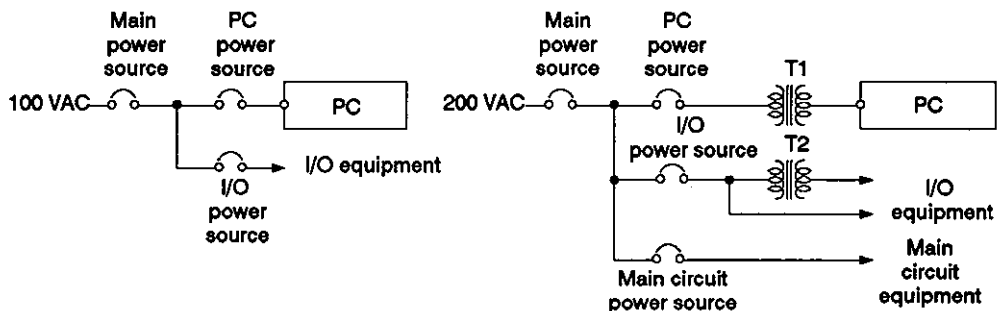 Main
power
source
PC
power
source
100 VAC
PC
I/O equipment
I/O
power
source
Main
power
source
PC
power
source
T1
200 VAC
PC
I/O
power source
T2
I/O
equipment
Main circuit
power source
Main
circuit
equipment